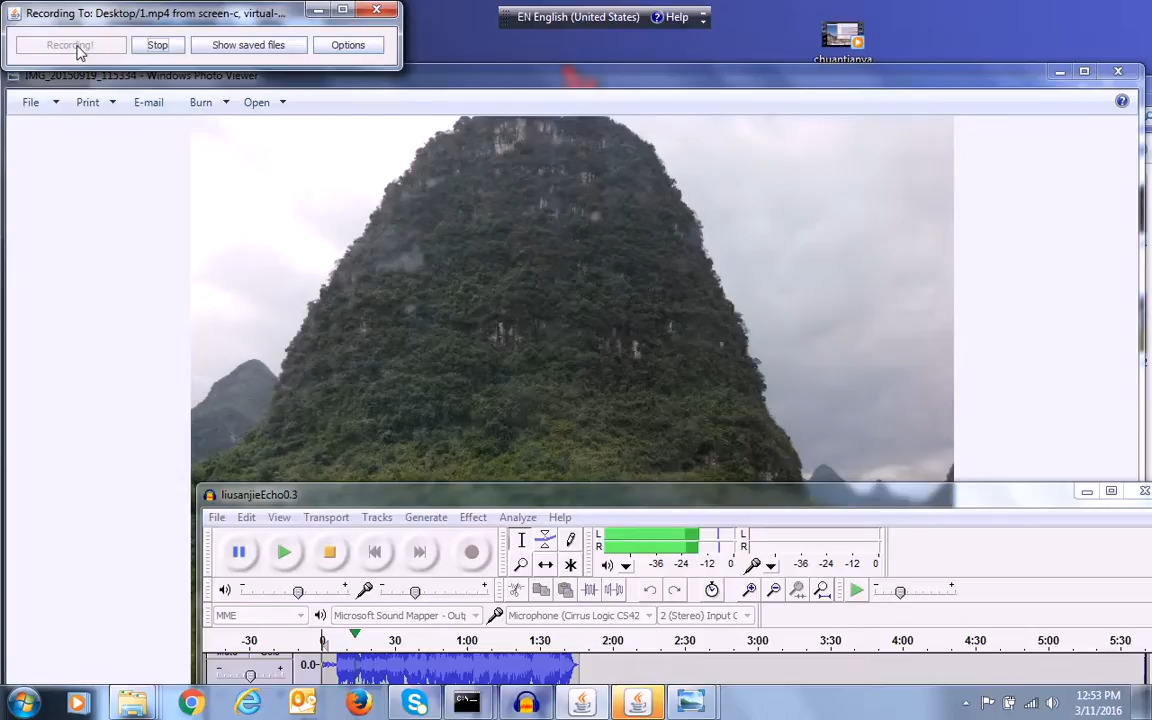 Recording To: Desktop/1.mp4 from screen-c, virtual-...
EN English (United States) Help
Recording! Stop Show saved files Options
chuantianya
IMG_20150919_115334 - Windows Photo Viewer
File Print E-mail Burn Open
liusanjieEcho0.3
File Edit View Transport Tracks Generate Effect Analyze Help
L
R
-36 -24 -12 0
L
R
-36 -24 -12 0
MME Microsoft Sound Mapper - Outp Microphone (Cirrus Logic CS42 2 (Stereo) Input C
-30 0 30 1:00 1:30 2:00 2:30 3:00 3:30 4:00 4:30 5:00 5:30
0.0-
12:53 PM
3/11/2016